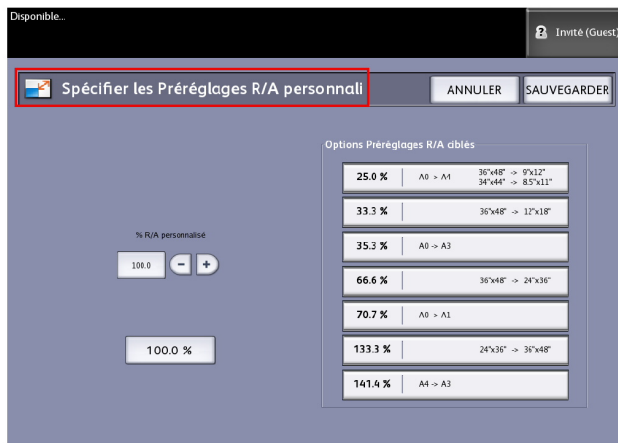 Disponible...
Invité (Guest)
Spécifier les Préréglages R/A personnali
ANNULER
SAUVEGARDER
Options Préréglages R/A ciblés
25.0 % A0 > A4 36"x48" -> 9"x12"
34"x44" -> 8.5"x11"
33.3 % 36"x48" -> 12"x18"
% R/A personnalisé
35.3 % A0 -> A3
100.0 - +
66.6 % 36"x48" -> 24"x36"
70.7 % A0 > A1
100.0 %
133.3 % 24"x36" -> 36"x48"
141.4 % A4 -> A3